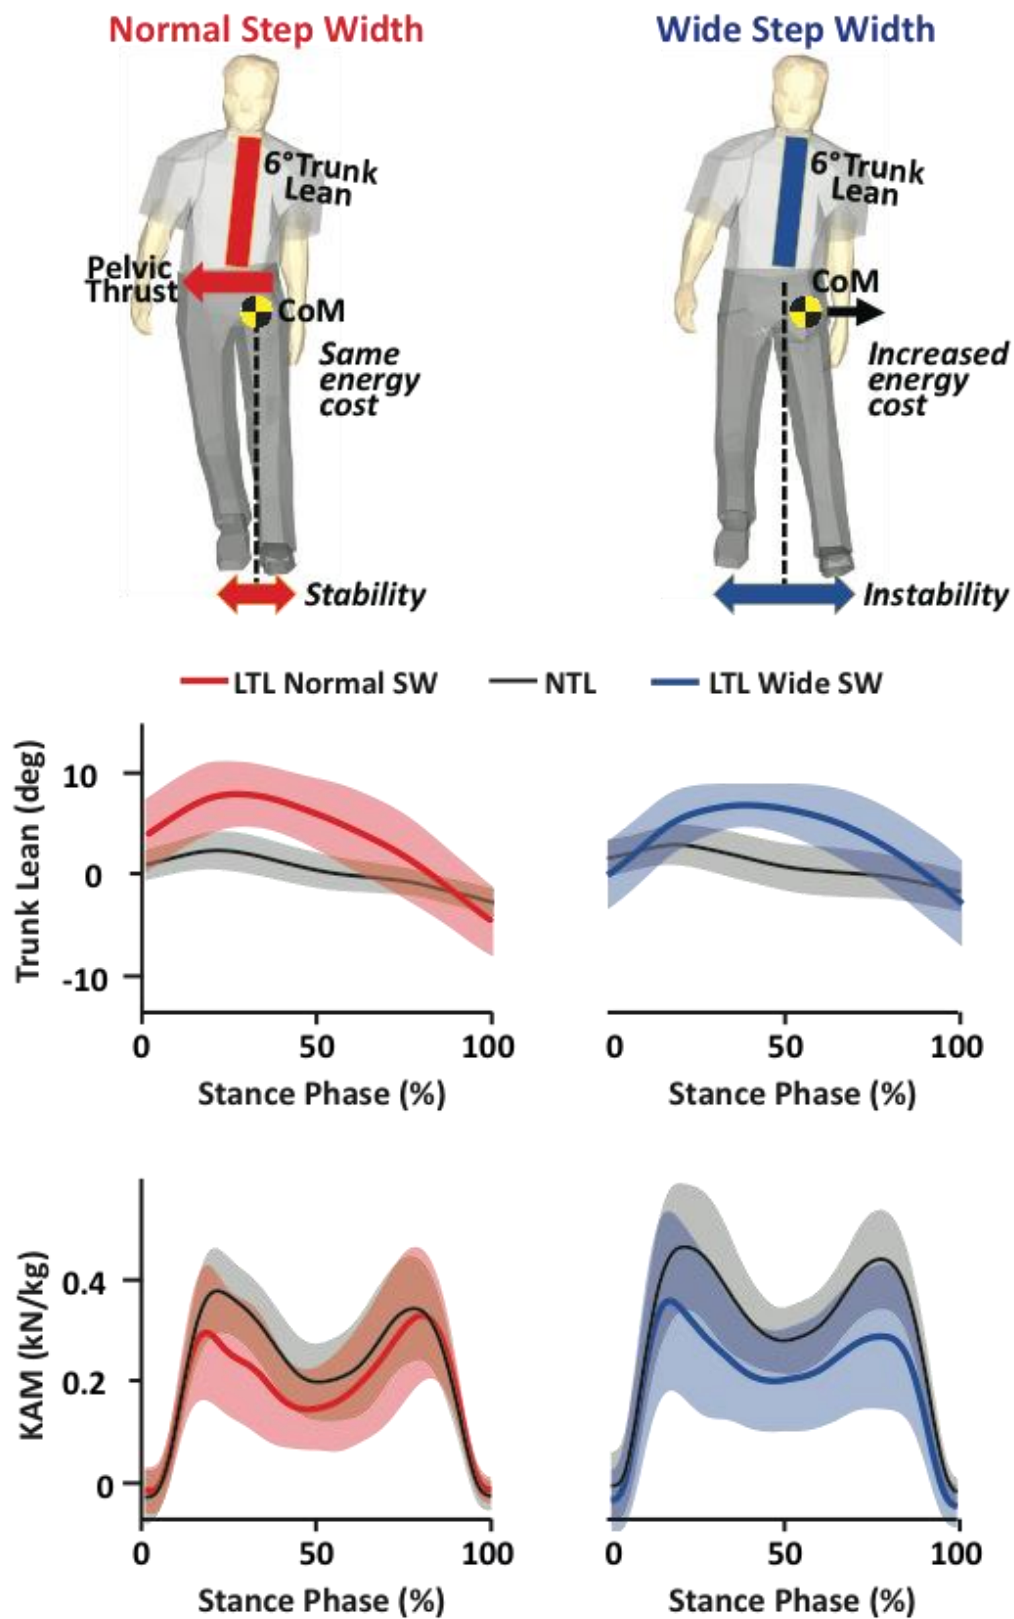 Normal Step Width
Wide Step Width
6°Trunk
Lean
6°Trunk
Lean
Pelvic
Thrust
CoM
CoM
Same
energy
cost
Increased
energy
cost
Stability
Instability
LTL Normal SW
NTL
LTL Wide SW
Trunk Lean (deg)
10
0
-10
0
50
100
0
50
100
Stance Phase (%)
Stance Phase (%)
KAM (kN/kg)
0.4
0.2
0
0
50
100
0
50
100
Stance Phase (%)
Stance Phase (%)